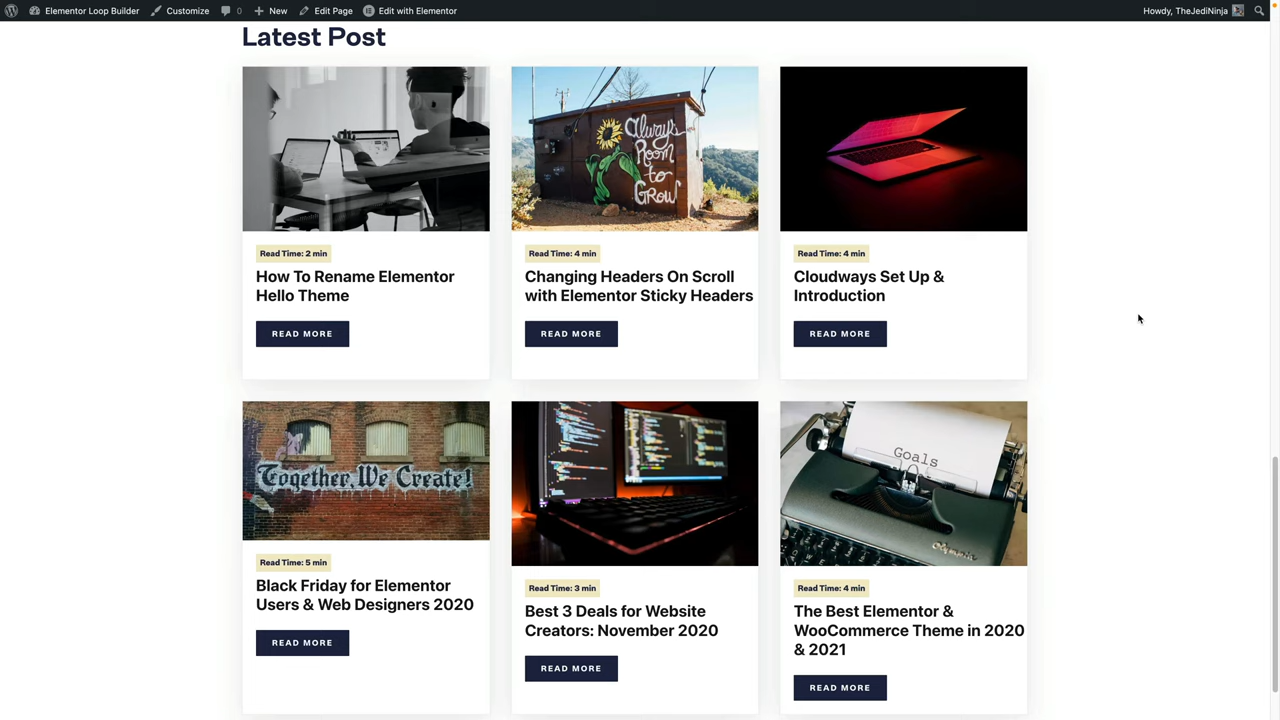 Elementor Loop Builder
Customize
0
New
Edit Page
Edit with Elementor
Howdy, TheJediNinja
Latest Post
Always
Room
to
Grow
Read Time: 2 min
How To Rename Elementor
Hello Theme
READ MORE
Read Time: 4 min
Changing Headers On Scroll
with Elementor Sticky Headers
READ MORE
Read Time: 4 min
Cloudways Set Up &
Introduction
READ MORE
Together We Create!
Goals
Olympia
Read Time: 5 min
Black Friday for Elementor
Users & Web Designers 2020
READ MORE
Read Time: 3 min
Best 3 Deals for Website
Creators: November 2020
READ MORE
Read Time: 4 min
The Best Elementor &
WooCommerce Theme in 2020
& 2021
READ MORE